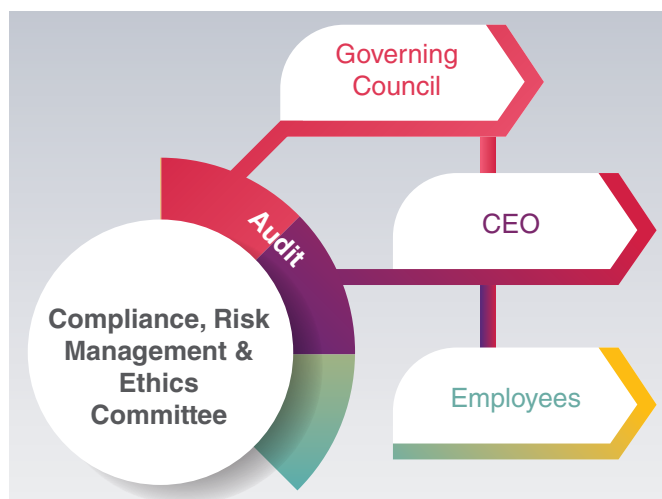 Governing
Council
Audit
CEO
Compliance, Risk
Management &
Ethics
Committee
Employees